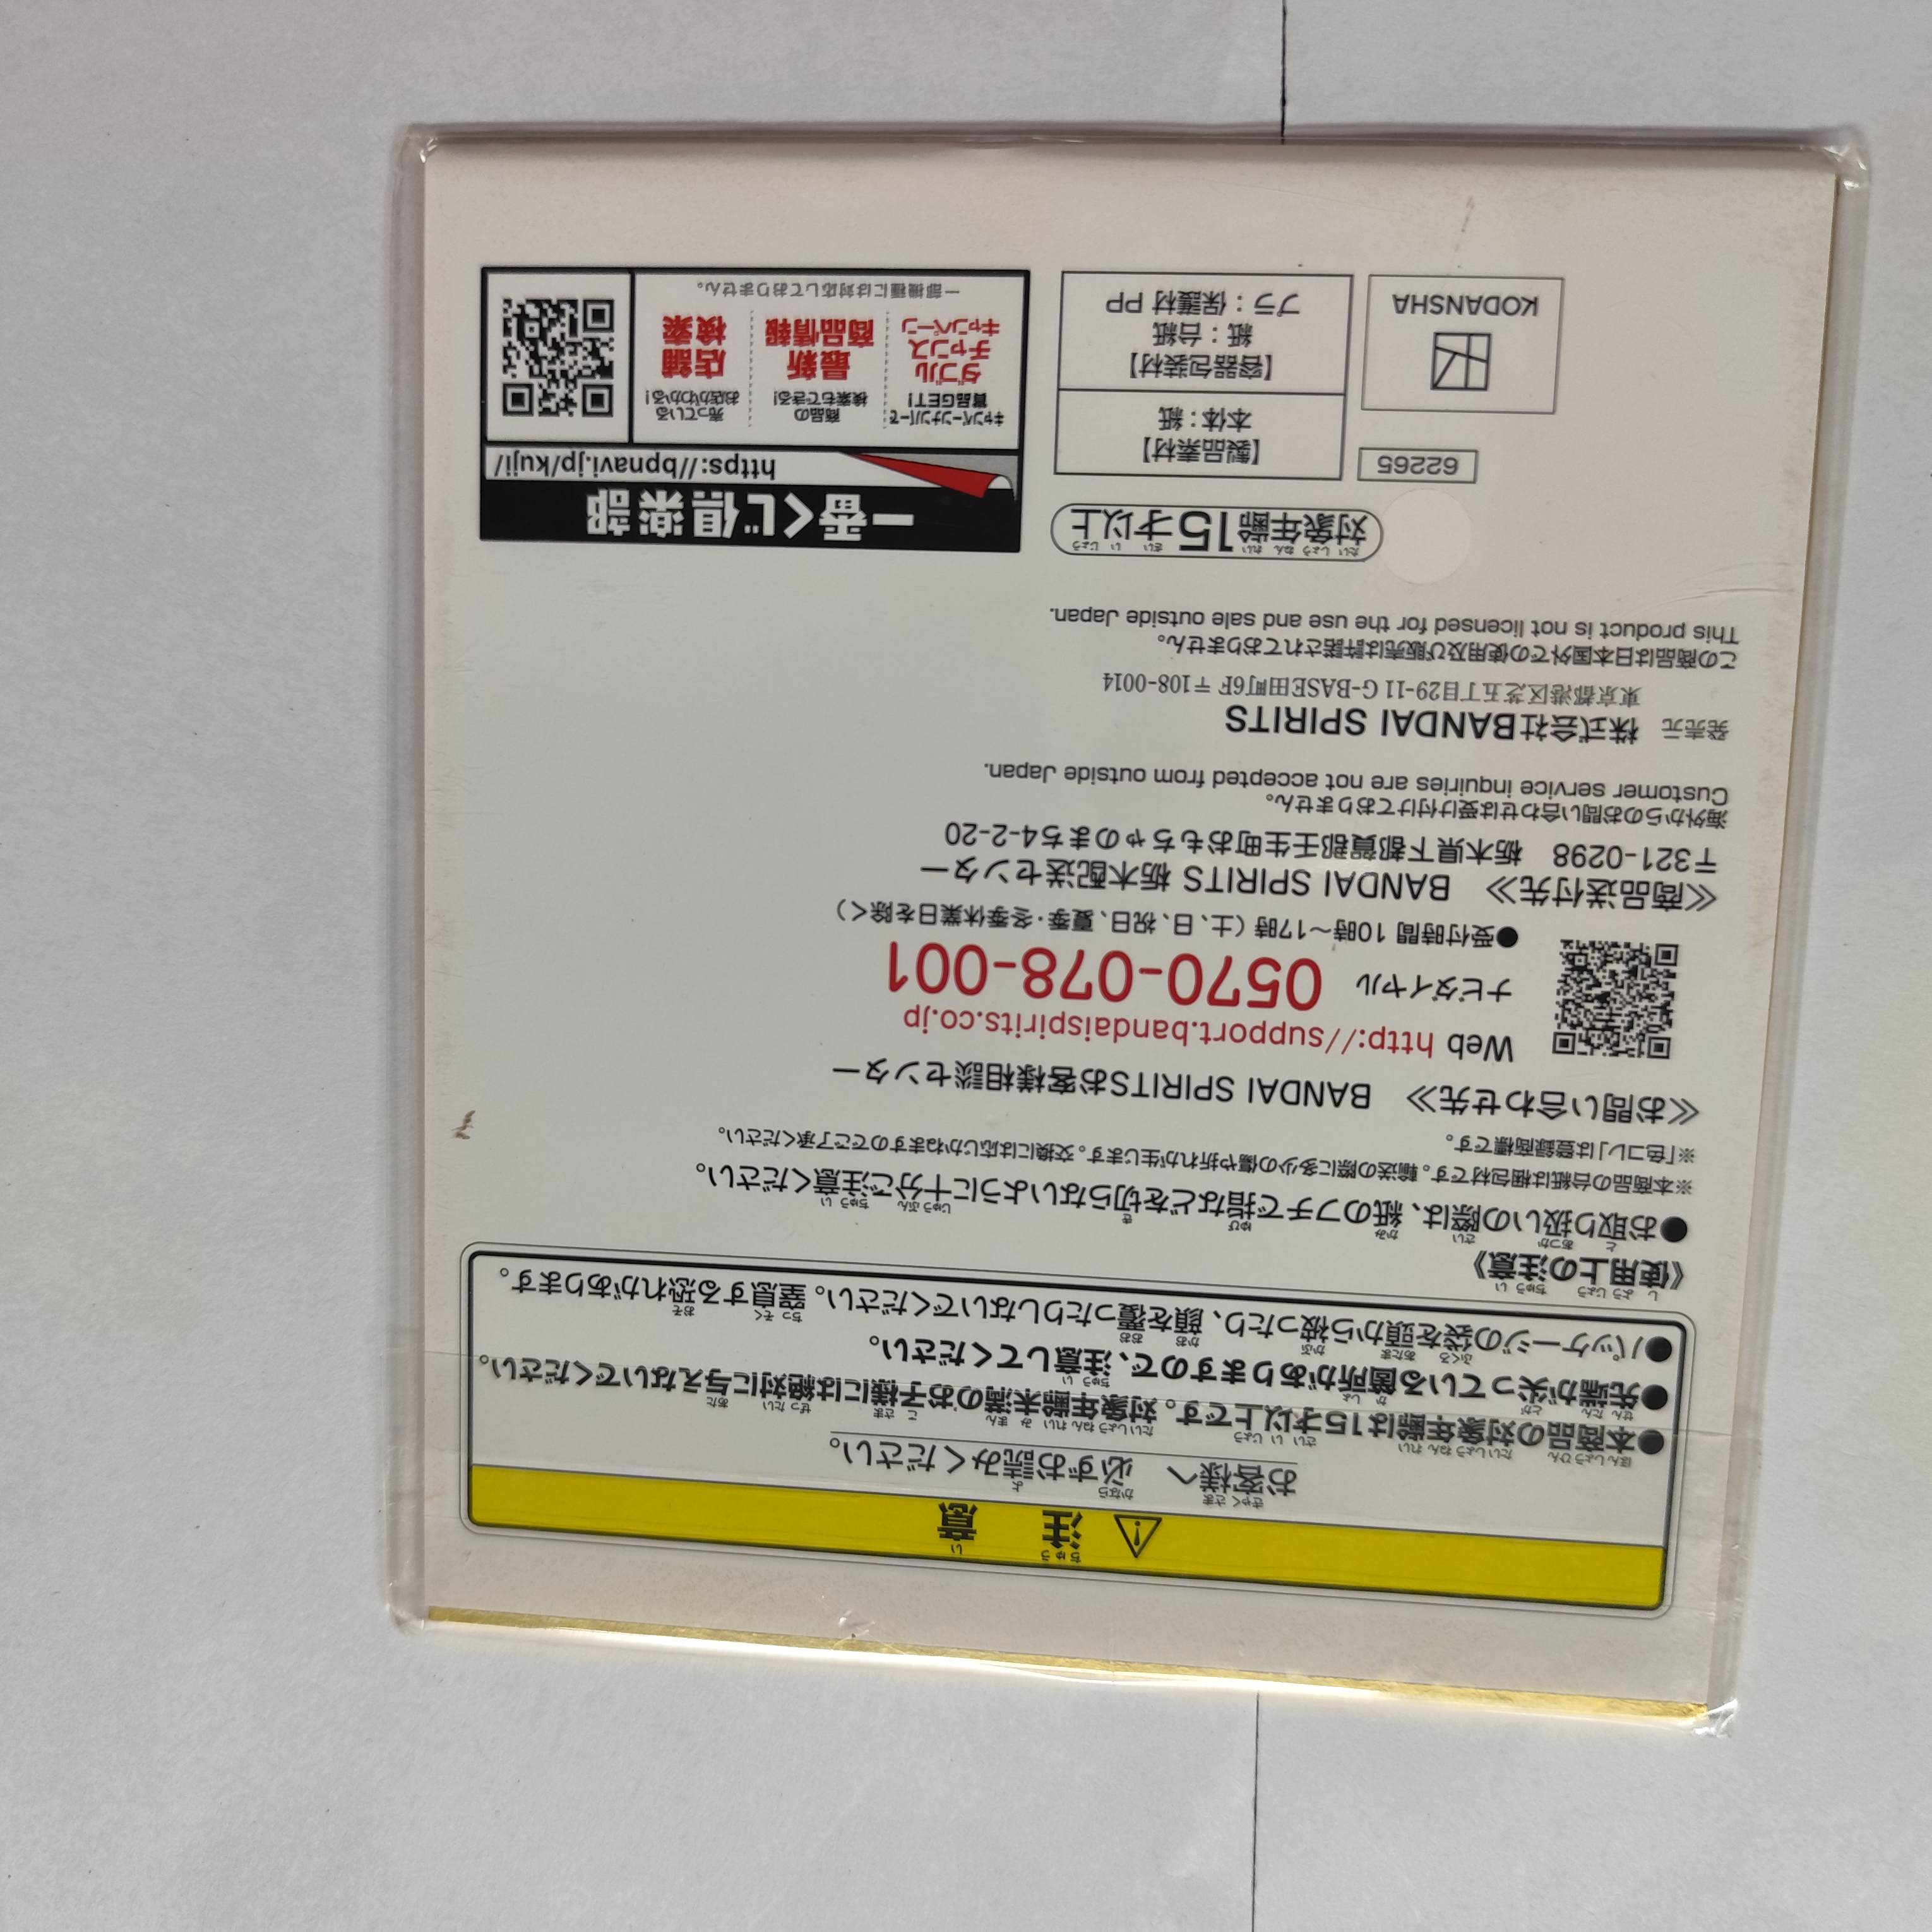 注意
お客様へ 必ずお読みください。
●本商品の対象年齢は15才以上です。対象年齢未満のお子様には絶対に与えないでください。
●先端が尖っている箇所がありますので、注意してください。
●パッケージの袋を頭から被ったり、顔を覆ったりしないでください。窒息する恐れがあります。
《使用上の注意》
●お取り扱いの際は、紙のフチで指などを切らないように十分ご注意ください。
※本商品の台紙は梱包材です。輸送の際に多少の傷や折れが生じます。交換には応じかねますのでご了承ください。
※「色コレ」は登録商標です。
≪お問い合わせ先≫ BANDAI SPIRITSお客様相談センター
Web http://support.bandaispirits.co.jp
ナビダイヤル 0570-078-001
●受付時間 10時〜17時（土、日、祝日、夏季・冬季休業日を除く）
≪商品送付先≫ BANDAI SPIRITS 栃木配送センター
〒321-0298 栃木県下都賀郡壬生町おもちゃのまち4-2-20
海外からのお問い合わせは受け付けておりません。
Customer service inquiries are not accepted from outside Japan.
発売元 株式会社BANDAI SPIRITS
東京都港区芝五丁目29-11 G-BASE田町6F 〒108-0014
この商品は日本国外での使用及び販売は許諾されておりません。
This product is not licensed for the use and sale outside Japan.
対象年齢15才以上
62265
KODANSHA
【製品素材】
本体：紙
【容器包装材】
紙：台紙
プラ：保護材 PP
一番くじ倶楽部
https://bpnavi.jp/kuji/
キャンペーンナンバーで
賞品GET!
ダブル
チャンス
キャンペーン
商品の
検索もできる!
最新
商品情報
売っている
お店がわかる!
店舗
検索
一部機種には対応しておりません。